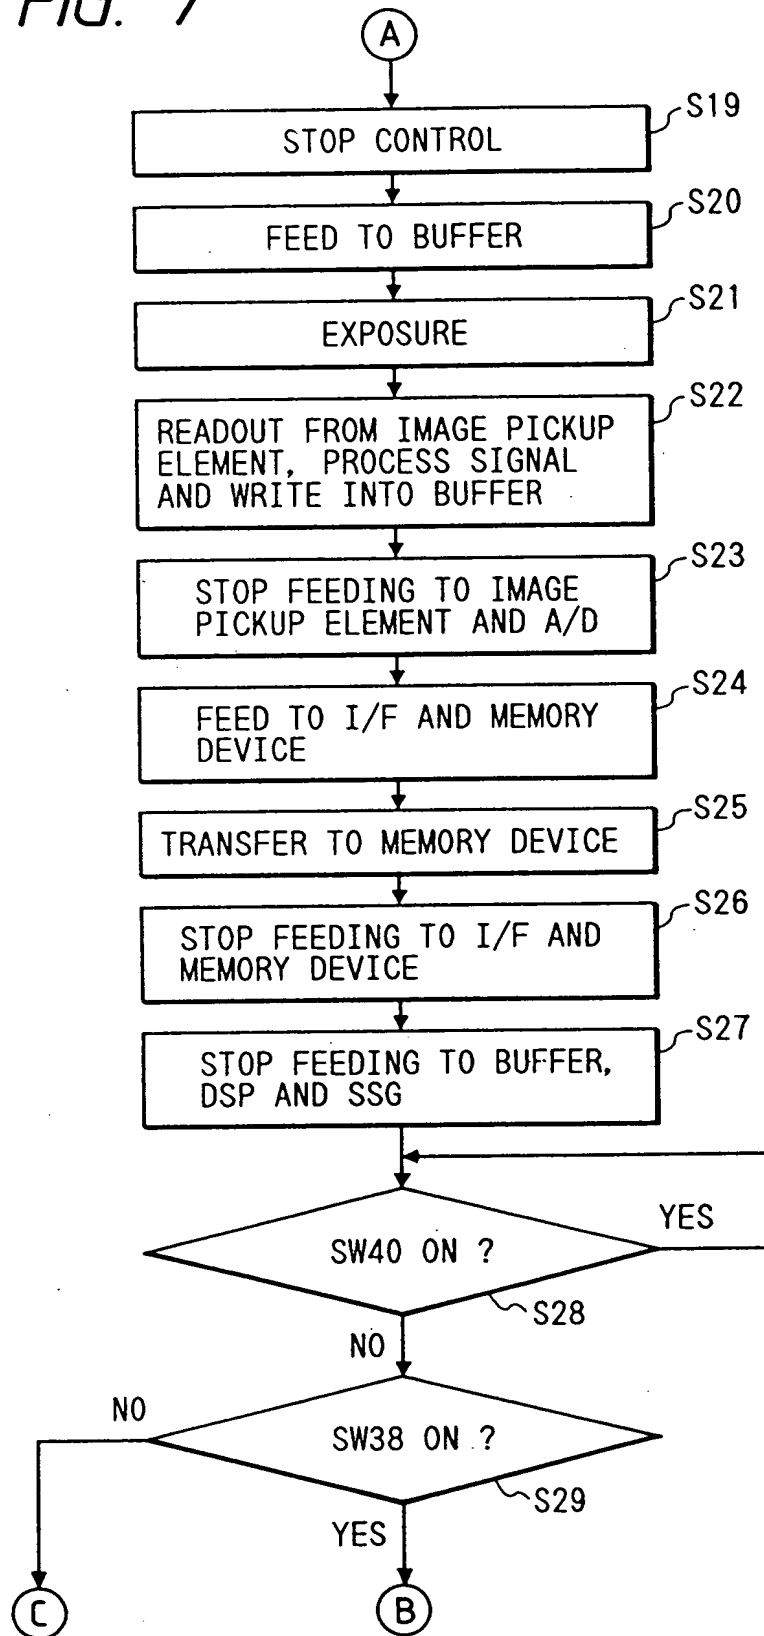 FIG. 7
A
S19
STOP CONTROL
S20
FEED TO BUFFER
S21
EXPOSURE
S22
READOUT FROM IMAGE PICKUP
ELEMENT, PROCESS SIGNAL
AND WRITE INTO BUFFER
S23
STOP FEEDING TO IMAGE
PICKUP ELEMENT AND A/D
S24
FEED TO I/F AND MEMORY
DEVICE
S25
TRANSFER TO MEMORY DEVICE
S26
STOP FEEDING TO I/F AND
MEMORY DEVICE
S27
STOP FEEDING TO BUFFER,
DSP AND SSG
YES
SW40 ON ?
S28
NO
NO
SW38 ON ?
S29
YES
C
B